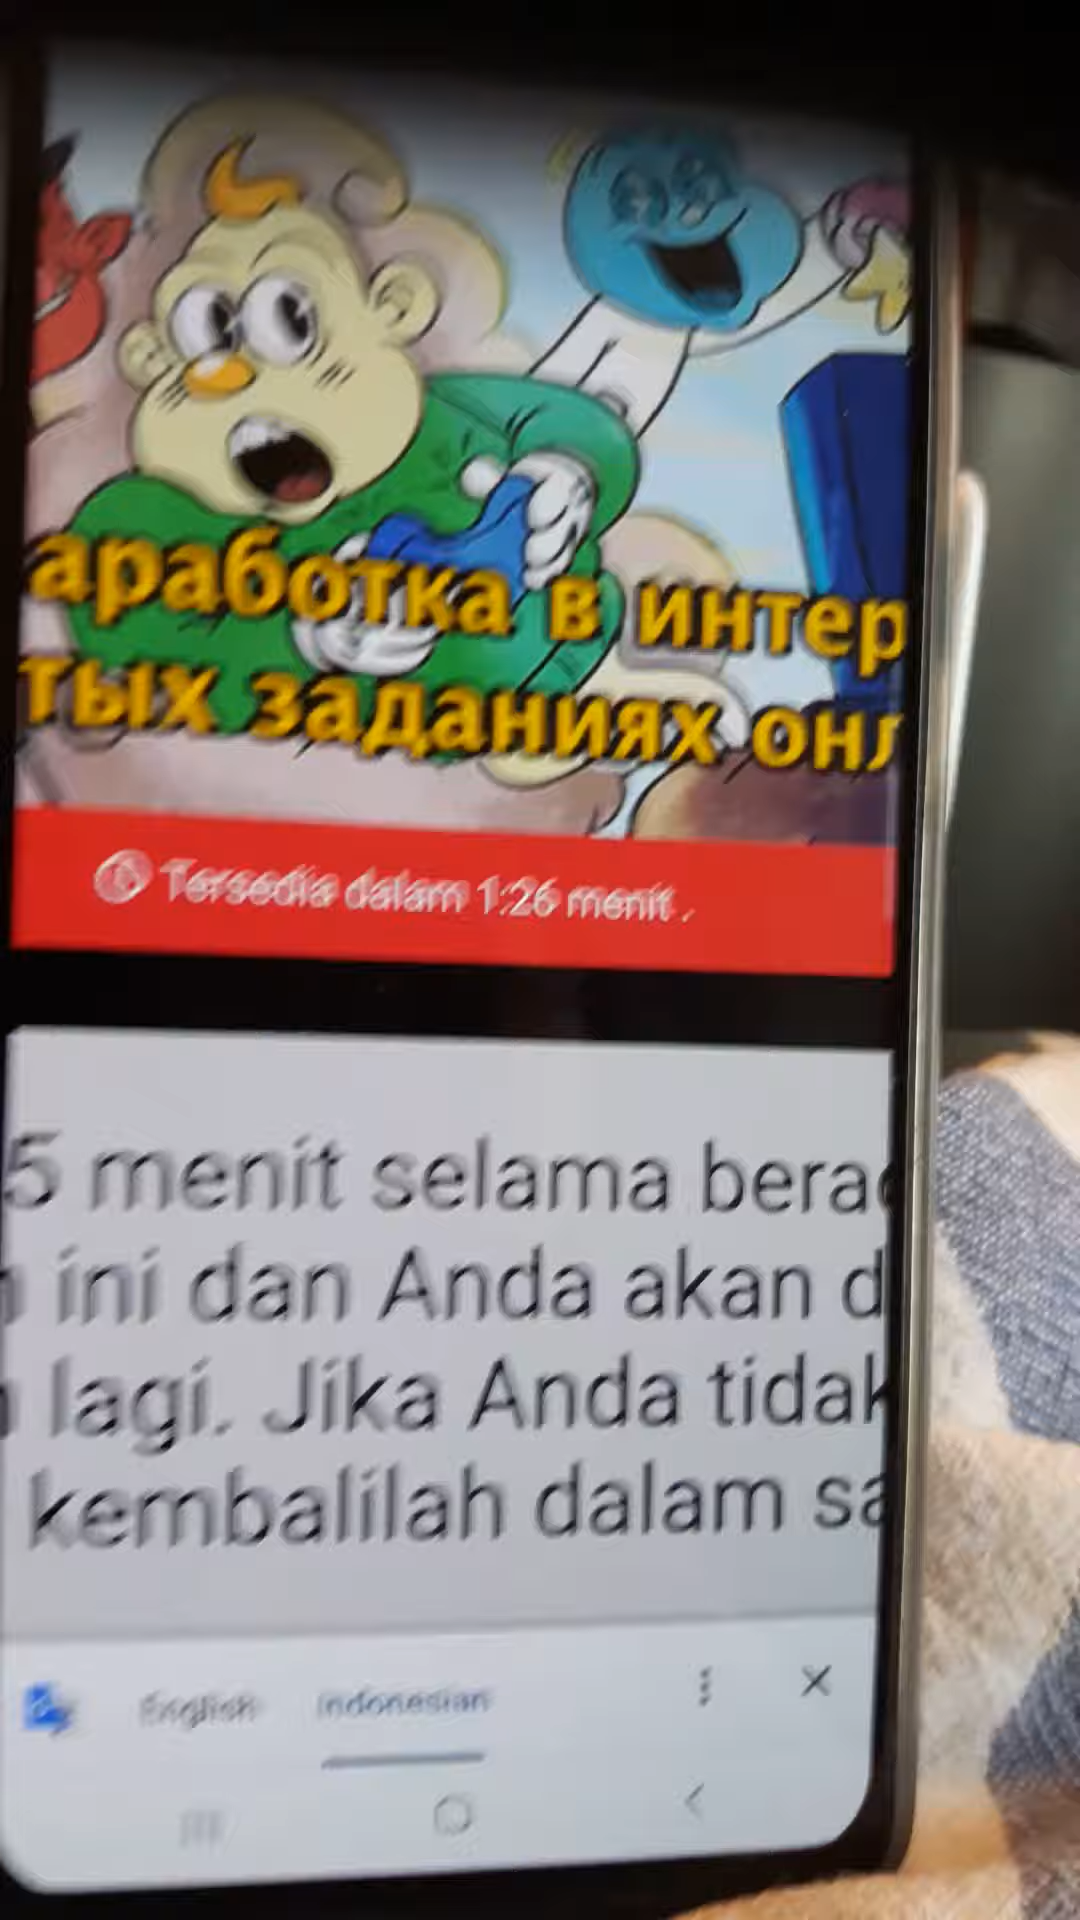 аработка в интер
тых заданиях онл
Tersedia dalam 1:26 menit.
5 menit selama berad
ini dan Anda akan d
lagi. Jika Anda tidak
kembalilah dalam sa
English Indonesian